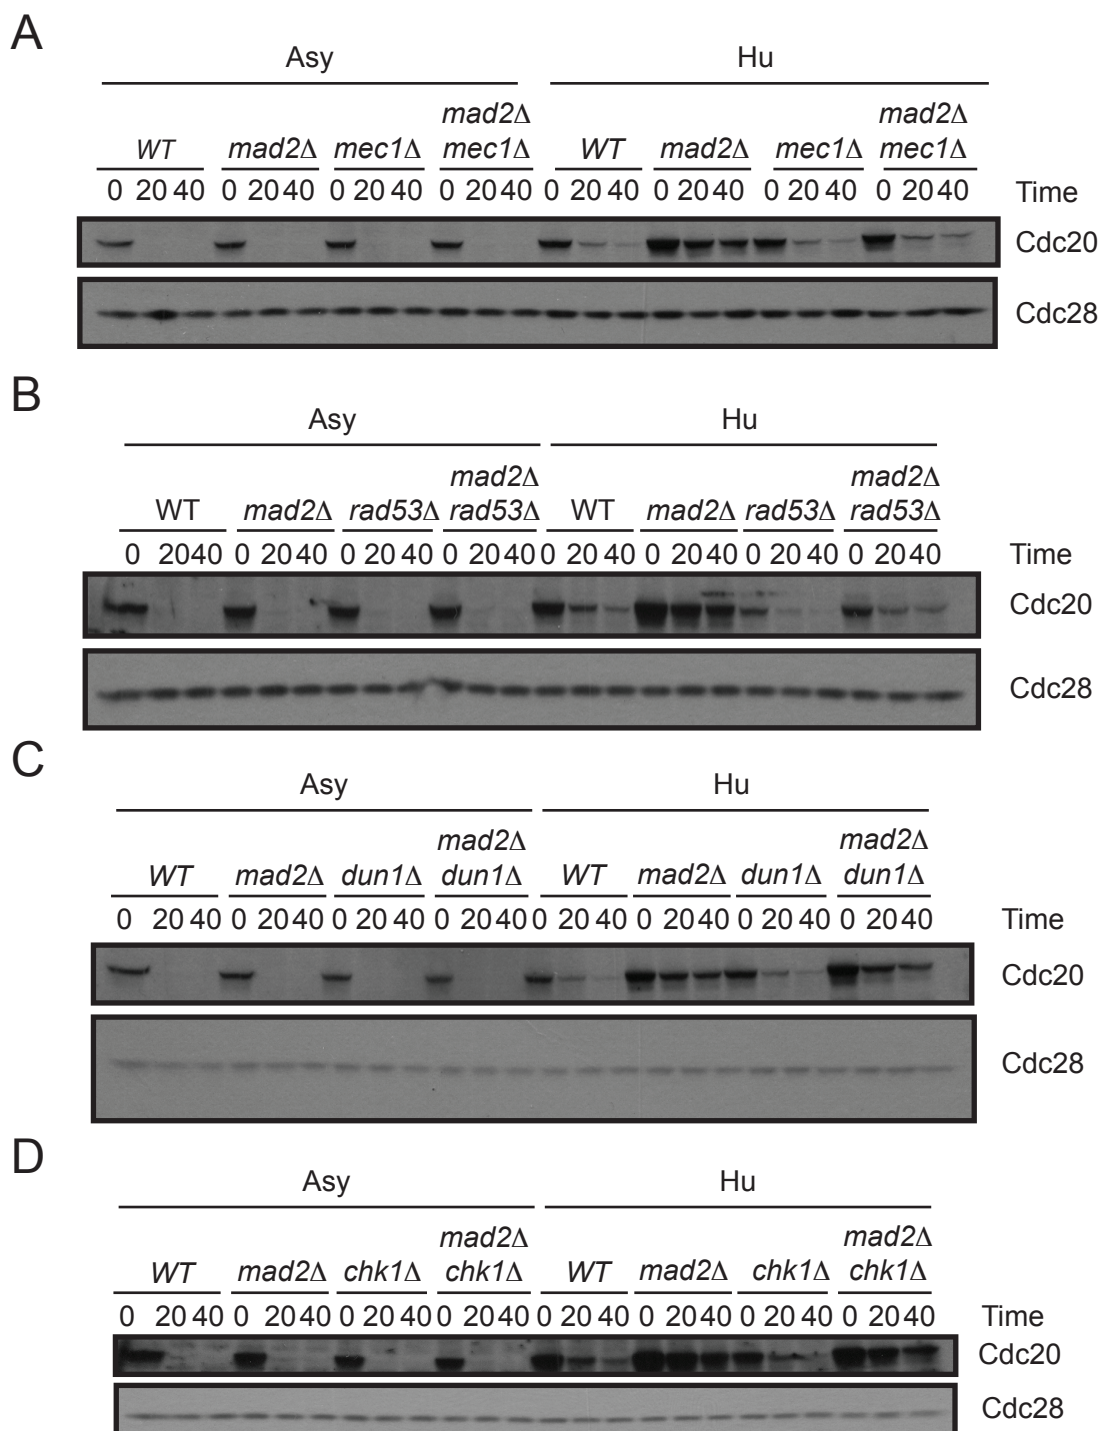 A
Asy Hu
mad2Δ mad2Δ
WT mad2Δ mec1Δ mec1Δ WT mad2Δ mec1Δ mec1Δ
0 20 40 0 20 40 0 20 40 0 20 40 0 20 40 0 20 40 0 20 40 0 20 40 Time
Cdc20
Cdc28
B
Asy Hu
mad2Δ mad2Δ
WT mad2Δ rad53Δ rad53Δ WT mad2Δ rad53Δ rad53Δ
0 20 40 0 20 40 0 20 40 0 20 40 0 20 40 0 20 40 0 20 40 0 20 40 Time
Cdc20
Cdc28
C
Asy Hu
mad2Δ mad2Δ
WT mad2Δ dun1Δ dun1Δ WT mad2Δ dun1Δ dun1Δ
0 20 40 0 20 40 0 20 40 0 20 40 0 20 40 0 20 40 0 20 40 0 20 40 Time
Cdc20
Cdc28
D
Asy Hu
mad2Δ mad2Δ
WT mad2Δ chk1Δ chk1Δ WT mad2Δ chk1Δ chk1Δ
0 20 40 0 20 40 0 20 40 0 20 40 0 20 40 0 20 40 0 20 40 0 20 40 Time
Cdc20
Cdc28